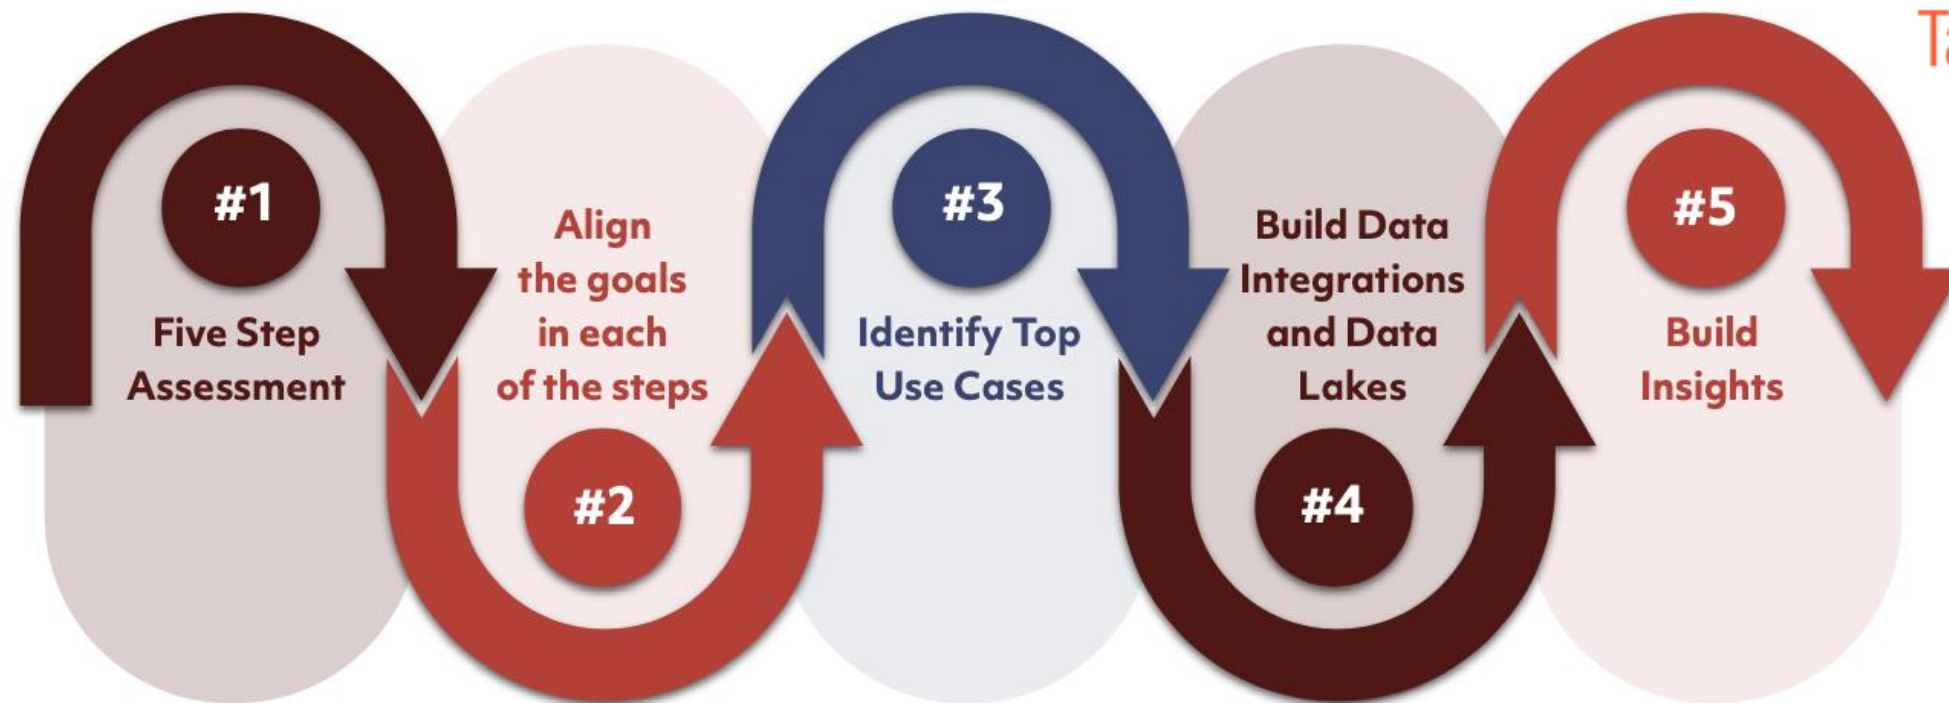 #1
Five Step
Assessment
Align
the goals
in each
of the steps
#2
#3
Identify Top
Use Cases
Build Data
Integrations
and Data
Lakes
#4
#5
Build
Insights